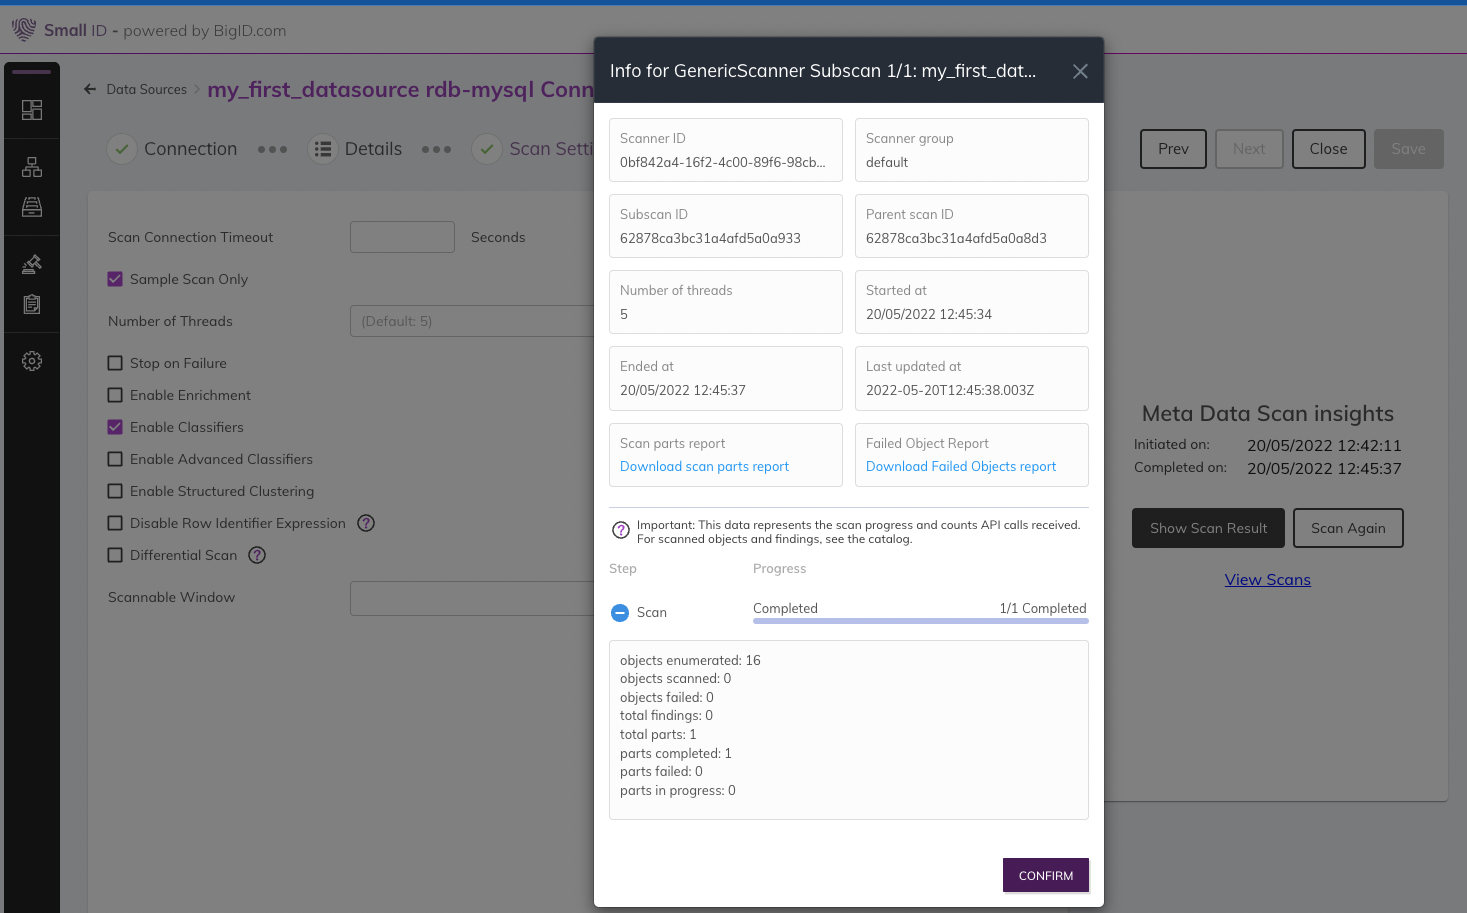 Small ID - powered by BigID.com
Data Sources
my_first_datasource rdb-mysql Conn
Connection
Details
Scan Setti
Prev
Next
Close
Save
Scan Connection Timeout
Seconds
Sample Scan Only
Number of Threads
(Default: 5)
Stop on Failure
Enable Enrichment
Enable Classifiers
Enable Advanced Classifiers
Enable Structured Clustering
Disable Row Identifier Expression ?
Differential Scan ?
Scannable Window
Info for GenericScanner Subscan 1/1: my_first_dat...
Scanner ID
0bf842a4-16f2-4c00-89f6-98cb...
Scanner group
default
Subscan ID
62878ca3bc31a4afd5a0a933
Parent scan ID
62878ca3bc31a4afd5a0a8d3
Number of threads
5
Started at
20/05/2022 12:45:34
Ended at
20/05/2022 12:45:37
Last updated at
2022-05-20T12:45:38.003Z
Scan parts report
Download scan parts report
Failed Object Report
Download Failed Objects report
? Important: This data represents the scan progress and counts API calls received.
For scanned objects and findings, see the catalog.
Step
Progress
Scan
Completed
1/1 Completed
objects enumerated: 16
objects scanned: 0
objects failed: 0
total findings: 0
total parts: 1
parts completed: 1
parts failed: 0
parts in progress: 0
CONFIRM
Meta Data Scan insights
Initiated on: 20/05/2022 12:42:11
Completed on: 20/05/2022 12:45:37
Show Scan Result
Scan Again
View Scans